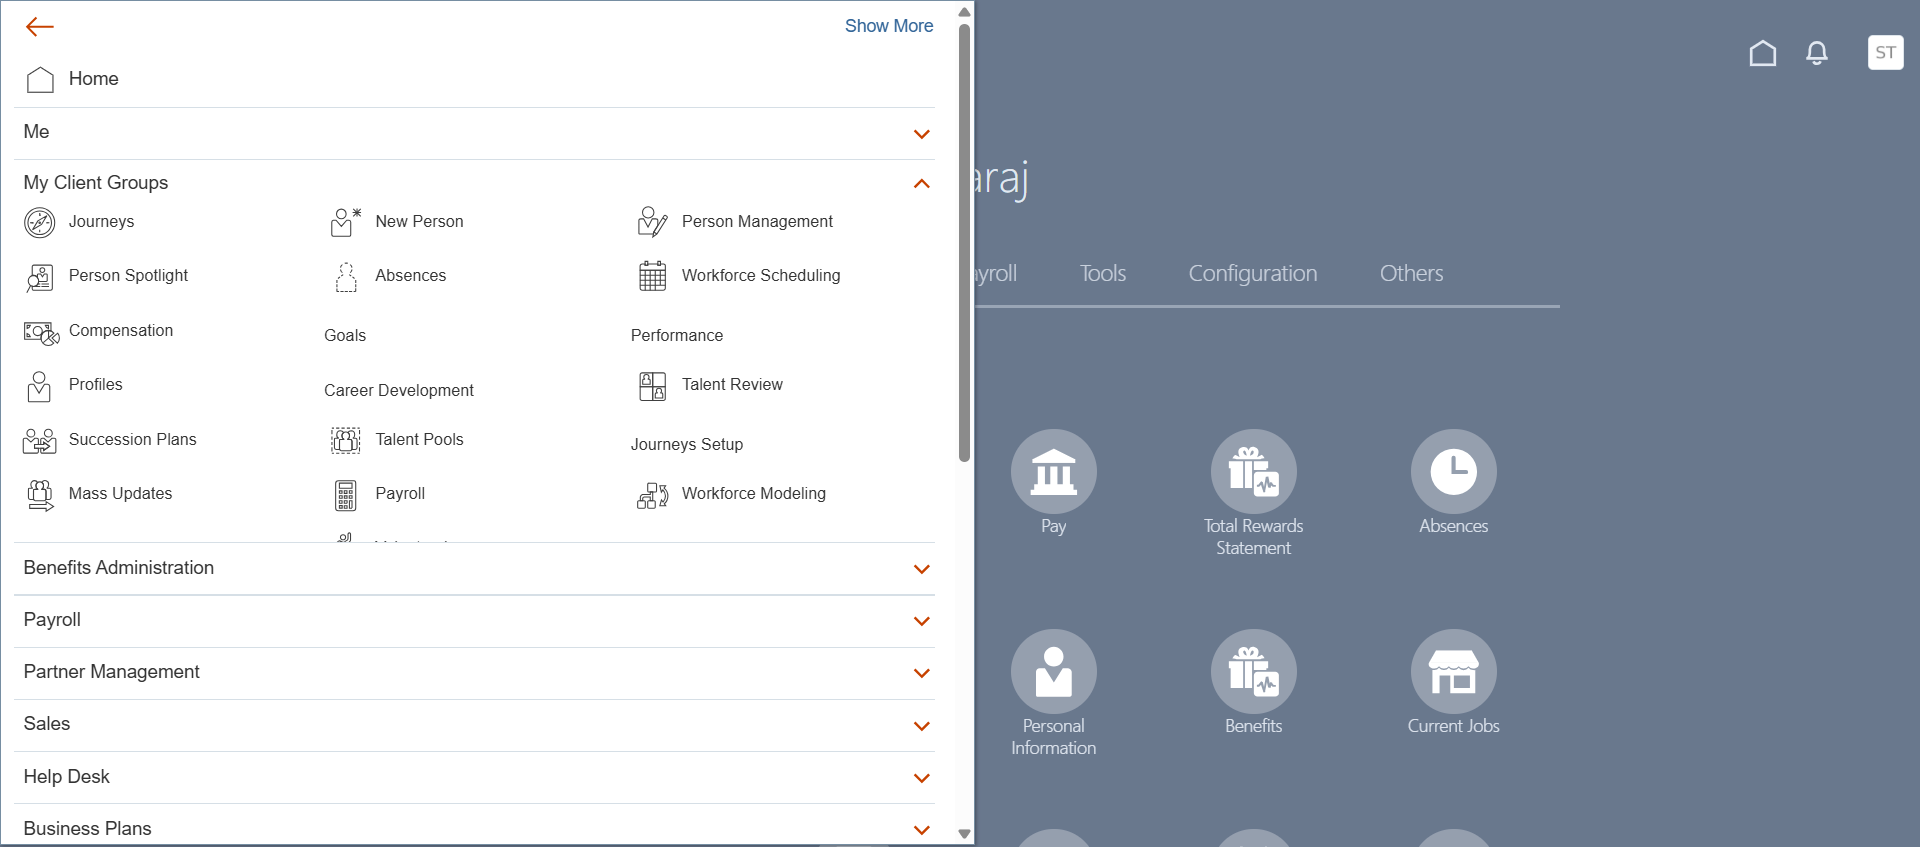 Show More
Home
Me
My Client Groups
Journeys
New Person
Person Management
Person Spotlight
Absences
Workforce Scheduling
Compensation
Goals
Performance
Profiles
Career Development
Talent Review
Succession Plans
Talent Pools
Journeys Setup
Mass Updates
Payroll
Workforce Modeling
Benefits Administration
Payroll
Partner Management
Sales
Help Desk
Business Plans
ST
araj
ayroll
Tools
Configuration
Others
Pay
Total Rewards
Statement
Absences
Personal
Information
Benefits
Current Jobs